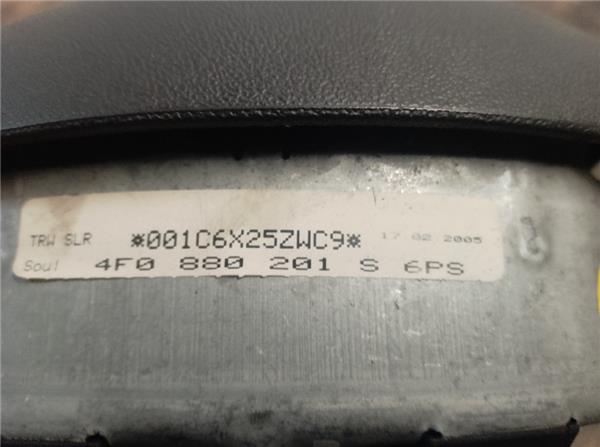 TRW SLR *001C6X25ZWC9* 17.02.2005
Soul 4F0 880 201 S 6PS